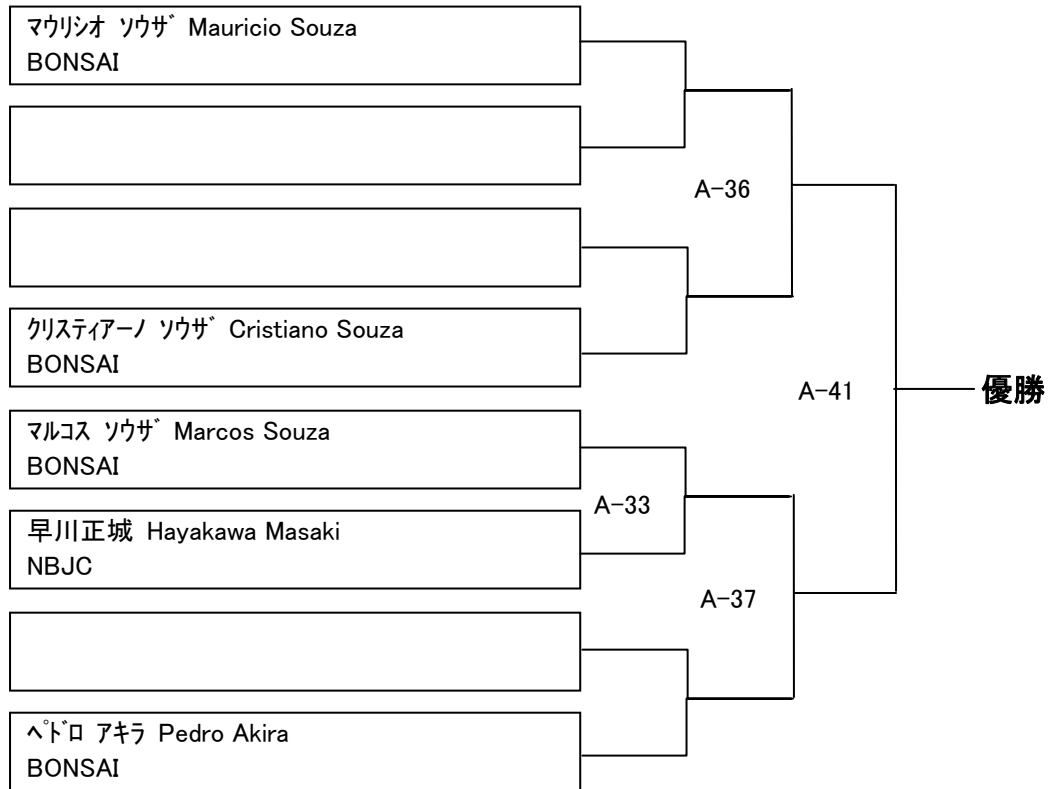 ﾏｳﾘｼｵ ｿｳｻﾞ Mauricio Souza
BONSAI
A-36
ｸﾘｽﾃｨｱｰﾉ ｿｳｻﾞ Cristiano Souza
BONSAI
A-41
優勝
ﾏﾙｺｽ ｿｳｻﾞ Marcos Souza
BONSAI
A-33
早川正城 Hayakawa Masaki
NBJC
A-37
ﾍﾟﾄﾞﾛ ｱｷﾗ Pedro Akira
BONSAI